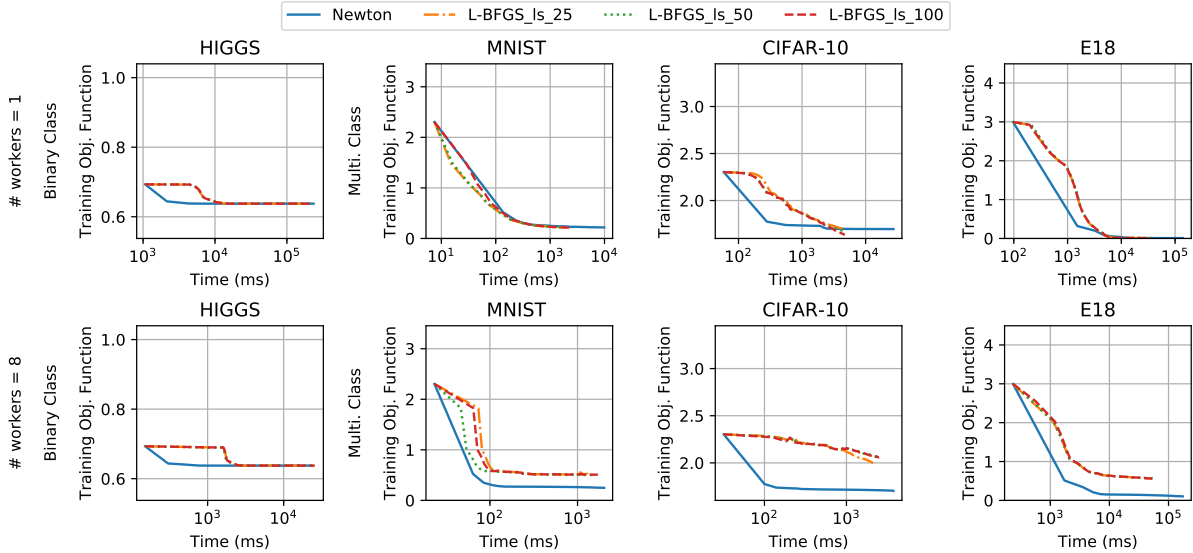 Newton L-BFGS_ls_25 L-BFGS_ls_50 L-BFGS_ls_100
HIGGS MNIST CIFAR-10 E18
# workers = 1
Binary Class
Training Obj. Function
1.0
0.8
0.6
10³ 10⁴ 10⁵
Time (ms)
Multi. Class
Training Obj. Function
3
2
1
0
10¹ 10² 10³ 10⁴
Time (ms)
Training Obj. Function
3.0
2.5
2.0
10² 10³ 10⁴
Time (ms)
Training Obj. Function
4
3
2
1
0
10² 10³ 10⁴ 10⁵
Time (ms)
HIGGS MNIST CIFAR-10 E18
# workers = 8
Binary Class
Training Obj. Function
1.0
0.8
0.6
10³ 10⁴
Time (ms)
Multi. Class
Training Obj. Function
3
2
1
0
10² 10³
Time (ms)
Training Obj. Function
3.0
2.5
2.0
10² 10³
Time (ms)
Training Obj. Function
4
3
2
1
0
10³ 10⁴ 10⁵
Time (ms)